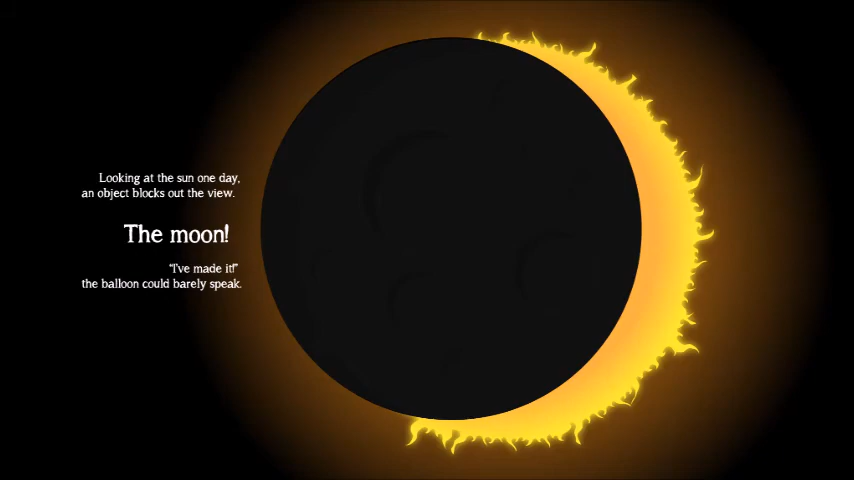 Looking at the sun one day,
an object blocks out the view.
The moon!
"I've made it!"
the balloon could barely speak.